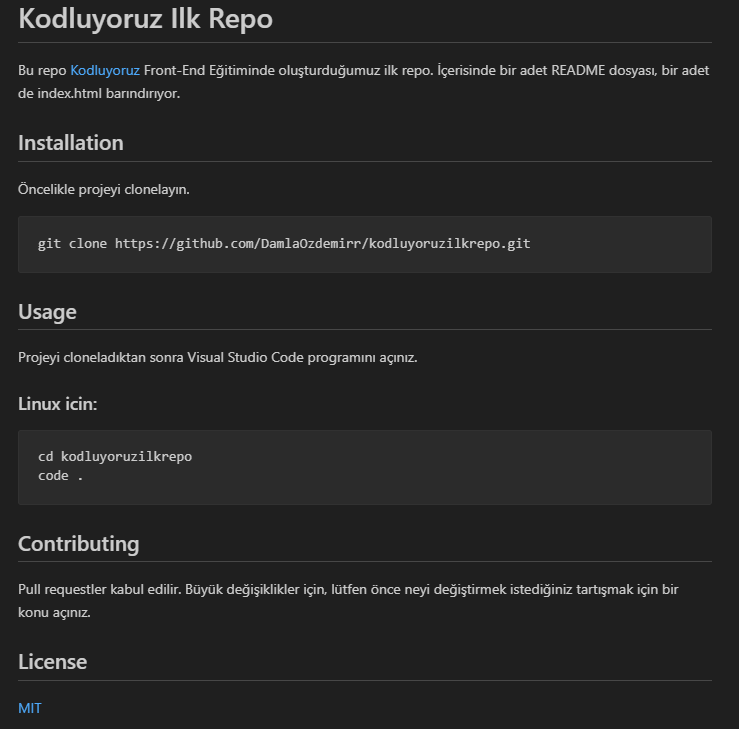 Kodluyoruz Ilk Repo
Bu repo Kodluyoruz Front-End Eğitiminde oluşturduğumuz ilk repo. İçerisinde bir adet README dosyası, bir adet
de index.html barındırıyor.
Installation
Öncelikle projeyi clonelayın.
git clone https://github.com/DamlaOzdemirr/kodluyoruzilkrepo.git
Usage
Projeyi cloneladıktan sonra Visual Studio Code programını açınız.
Linux icin:
cd kodluyoruzilkrepo
code .
Contributing
Pull requestler kabul edilir. Büyük değişiklikler için, lütfen önce neyi değiştirmek istediğiniz tartışmak için bir
konu açınız.
License
MIT